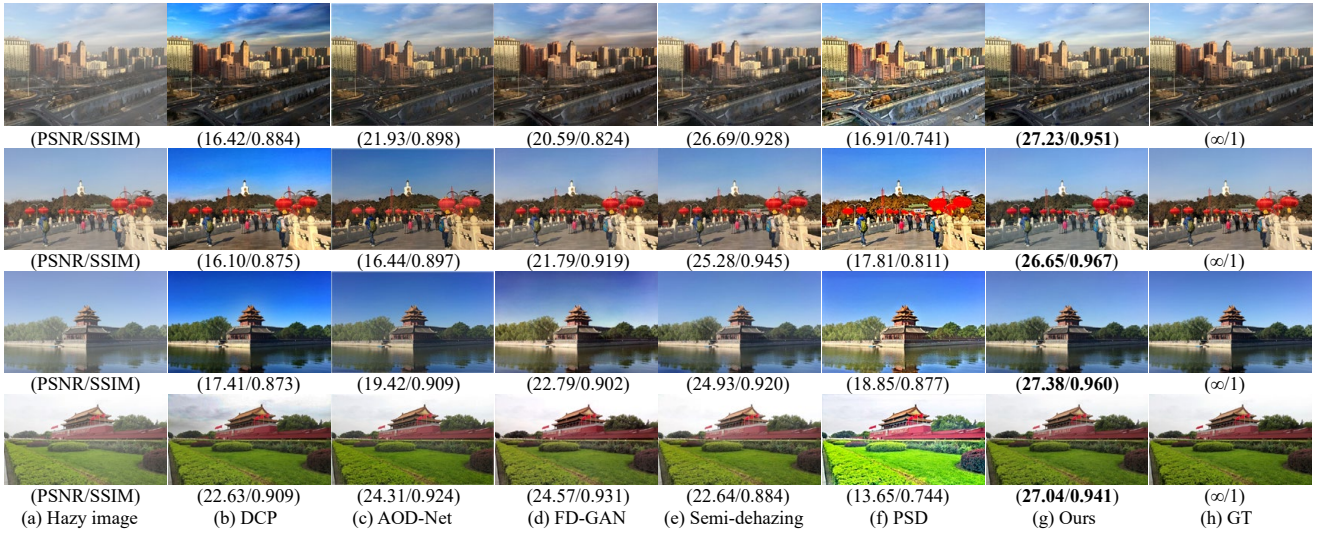 (PSNR/SSIM) (16.42/0.884) (21.93/0.898) (20.59/0.824) (26.69/0.928) (16.91/0.741) (27.23/0.951) (∞/1)
(PSNR/SSIM) (16.10/0.875) (16.44/0.897) (21.79/0.919) (25.28/0.945) (17.81/0.811) (26.65/0.967) (∞/1)
(PSNR/SSIM) (17.41/0.873) (19.42/0.909) (22.79/0.902) (24.93/0.920) (18.85/0.877) (27.38/0.960) (∞/1)
(PSNR/SSIM) (22.63/0.909) (24.31/0.924) (24.57/0.931) (22.64/0.884) (13.65/0.744) (27.04/0.941) (∞/1)
(a) Hazy image (b) DCP (c) AOD-Net (d) FD-GAN (e) Semi-dehazing (f) PSD (g) Ours (h) GT